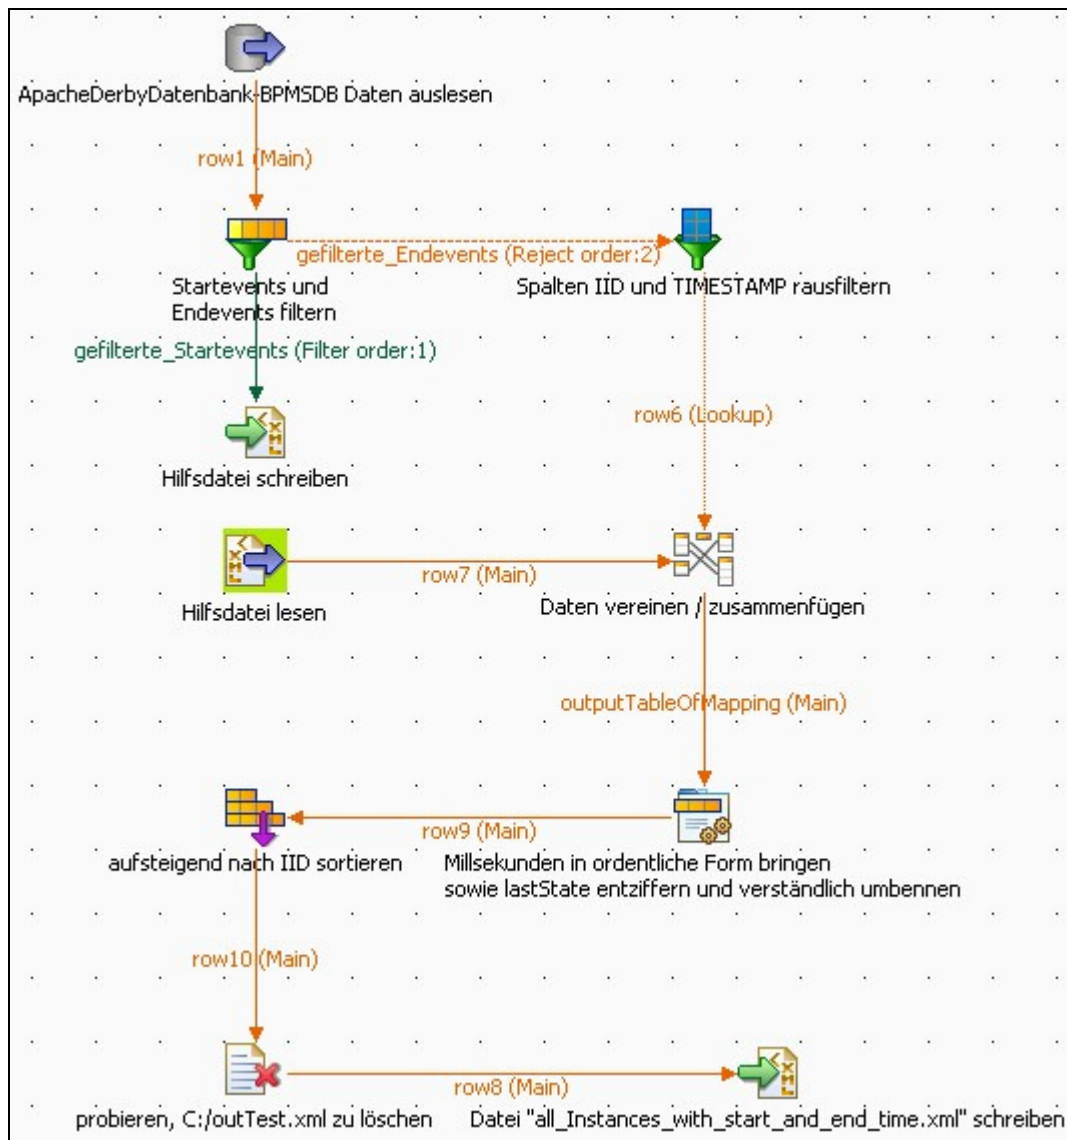 ApacheDerbyDatenbank-BPMSDB Daten auslesen
row1 (Main)
gefilterte_Endevents (Reject order:2)
Startevents und
Endevents filtern
Spalten IID und TIMESTAMP rausfiltern
gefilterte_Startevents (Filter order:1)
row6 (Lookup)
Hilfsdatei schreiben
row7 (Main)
Hilfsdatei lesen
Daten vereinen / zusammenfügen
outputTableOfMapping (Main)
row9 (Main)
aufsteigend nach IID sortieren
Millsekunden in ordentliche Form bringen
sowie lastState entziffern und verständlich umbennen
row10 (Main)
row8 (Main)
probieren, C:/outTest.xml zu löschen
Datei "all_Instances_with_start_and_end_time.xml" schreiben